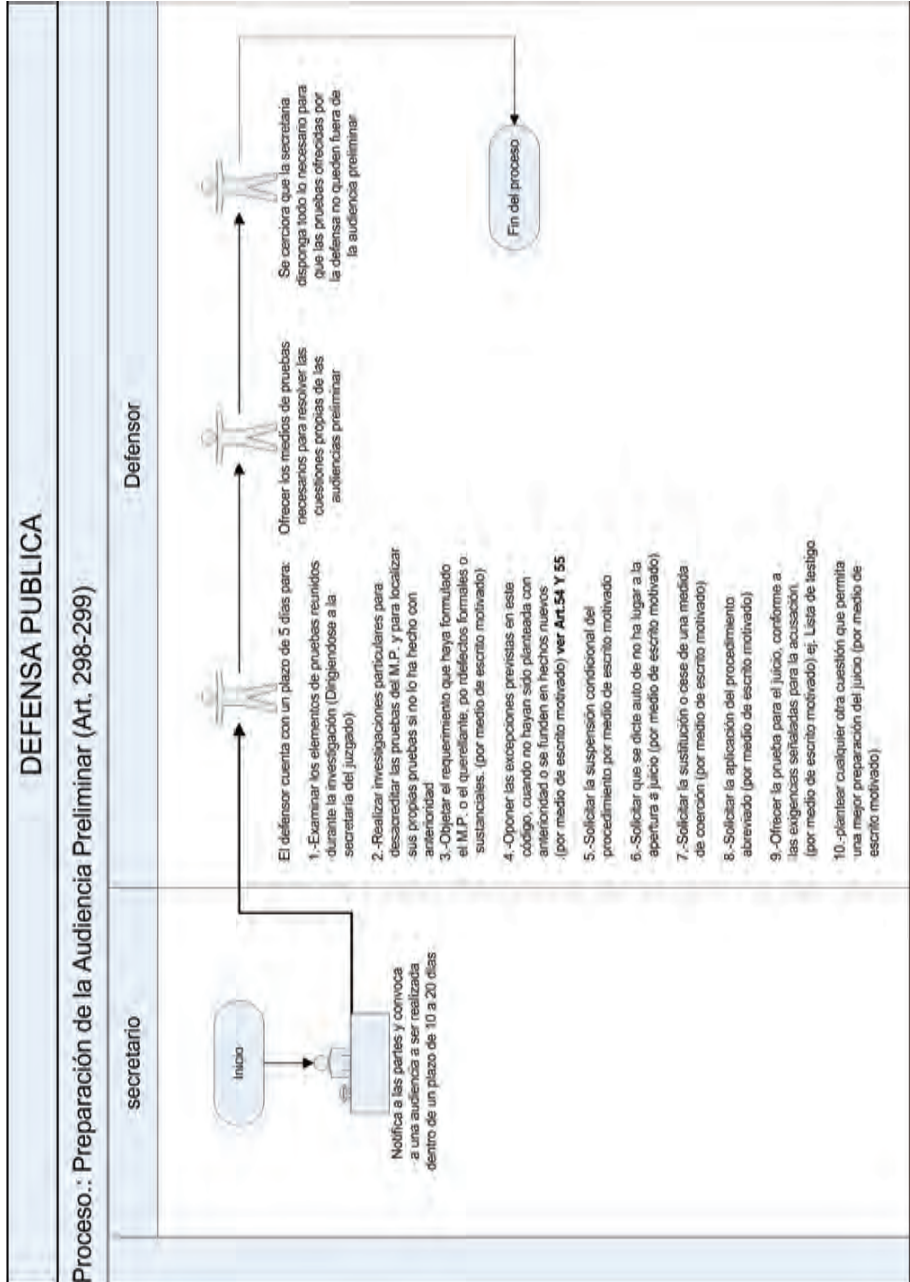 DEFENSA PUBLICA
Proceso.: Preparación de la Audiencia Preliminar (Art. 298-299)
secretario
Defensor
Inicio
Notifica a las partes y convoca
a una audiencia a ser realizada
dentro de un plazo de 10 a 20 días
El defensor cuenta con un plazo de 5 días para:
1.-Examinar los elementos de pruebas reunidos
durante la investigación (Dirigiendose a la
secretaría del juzgado)
2.-Realizar investigaciones particulares para
desacreditar las pruebas del M.P. y para localizar
sus propias pruebas si no lo ha hecho con
anterioridad
3.-Objetar el requerimiento que haya formulado
el M.P. o el querellante, po rdefectos formales o
sustanciales. (por medio de escrito motivado)
4.-Oponer las excepciones previstas en este
código, cuando no hayan sido planteada con
anterioridad o se funden en hechos nuevos
(por medio de escrito motivado) ver Art.54 Y 55
5.-Solicitar la suspensión condicional del
procedimiento por medio de escrito motivado
6.-Solicitar que se dicte auto de no ha lugar a la
apertura a juicio (por medio de escrito motivado)
7.-Solicitar la sustitución o cese de una medida
de coerción (por medio de escrito motivado)
8.-Solicitar la aplicación del procedimiento
abreviado (por medio de escrito motivado)
9.-Ofrecer la prueba para el juicio, conforme a
las exigencias señaladas para la acusación.
(por medio de escrito motivado) ej. Lista de testigo
10.-plantear cualquier otra cuestión que permita
una mejor preparación del juicio (por medio de
escrito motivado)
Ofrecer los medios de pruebas
necesarios para resolver las
cuestiones propias de las
audiencias preliminar
Se cerciora que la secretaría
disponga todo lo necesario para
que las pruebas ofrecidas por
la defensa no queden fuera de
la audiencia preliminar
Fin del proceso